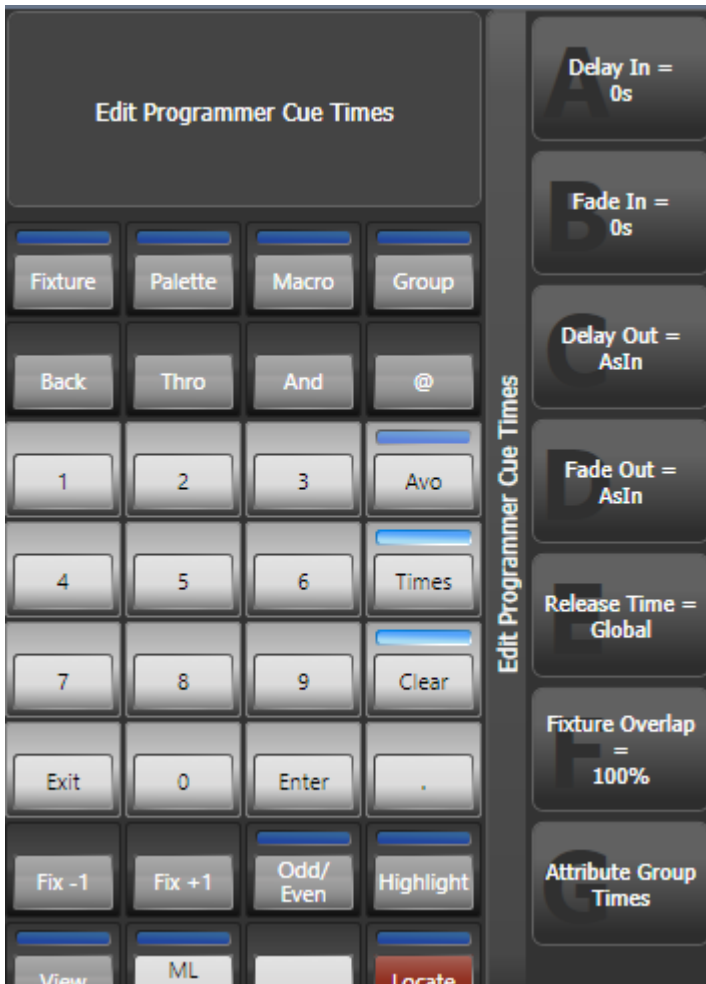 Edit Programmer Cue Times
Fixture Palette Macro Group
Back Thro And @
1 2 3 Avo
4 5 6 Times
7 8 9 Clear
Exit 0 Enter .
Fix -1 Fix +1 Odd/
Even Highlight
View ML Locate
Edit Programmer Cue Times
A
Delay In =
0s
B
Fade In =
0s
C
Delay Out =
AsIn
D
Fade Out =
AsIn
E
Release Time =
Global
F
Fixture Overlap
=
100%
G
Attribute Group
Times